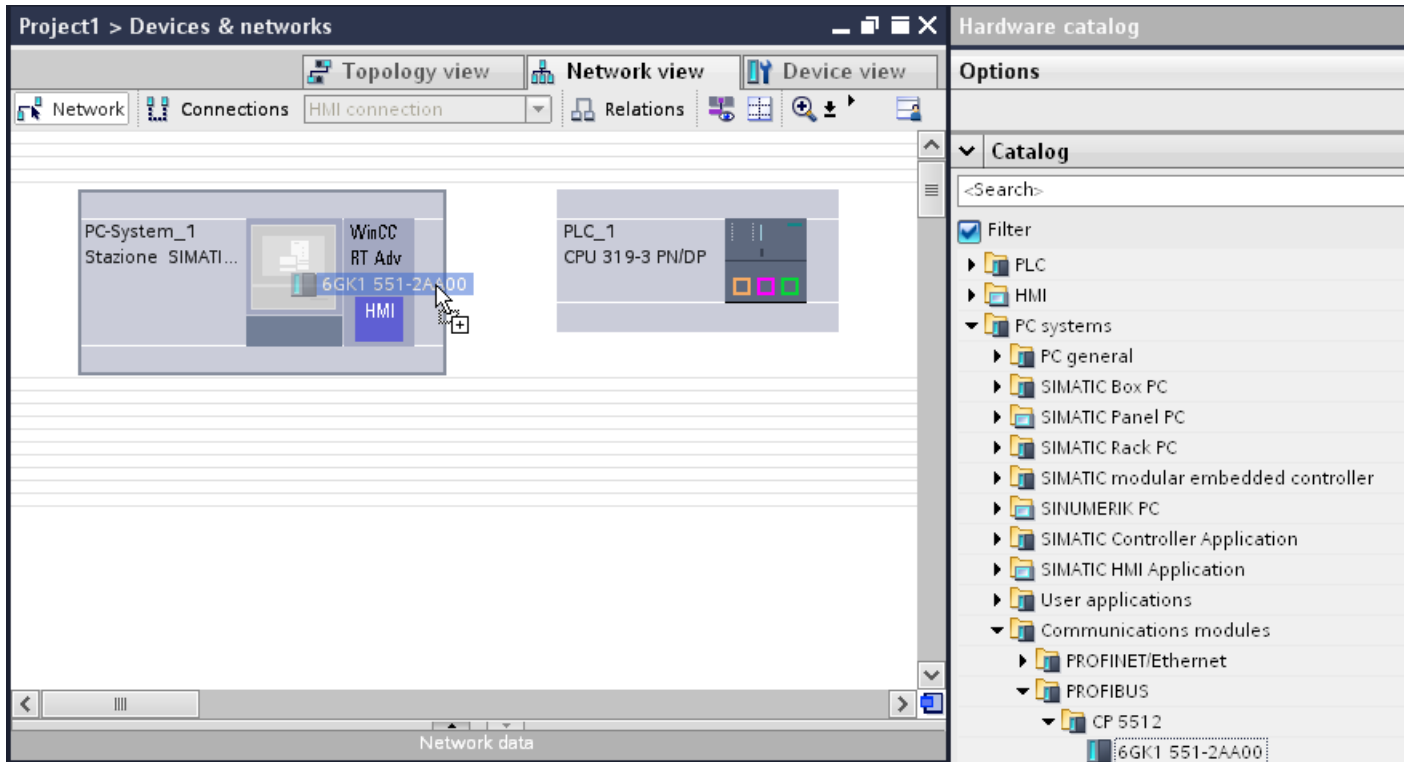 Project1 > Devices & networks
Topology view
Network view
Device view
Network
Connections
HMI connection
Relations
PC-System_1
Stazione SIMATI...
WinCC
RT Adv
6GK1 551-2AA00
HMI
PLC_1
CPU 319-3 PN/DP
Network data
Hardware catalog
Options
Catalog
<Search>
Filter
PLC
HMI
PC systems
PC general
SIMATIC Box PC
SIMATIC Panel PC
SIMATIC Rack PC
SIMATIC modular embedded controller
SINUMERIK PC
SIMATIC Controller Application
SIMATIC HMI Application
User applications
Communications modules
PROFINET/Ethernet
PROFIBUS
CP 5512
6GK1 551-2AA00